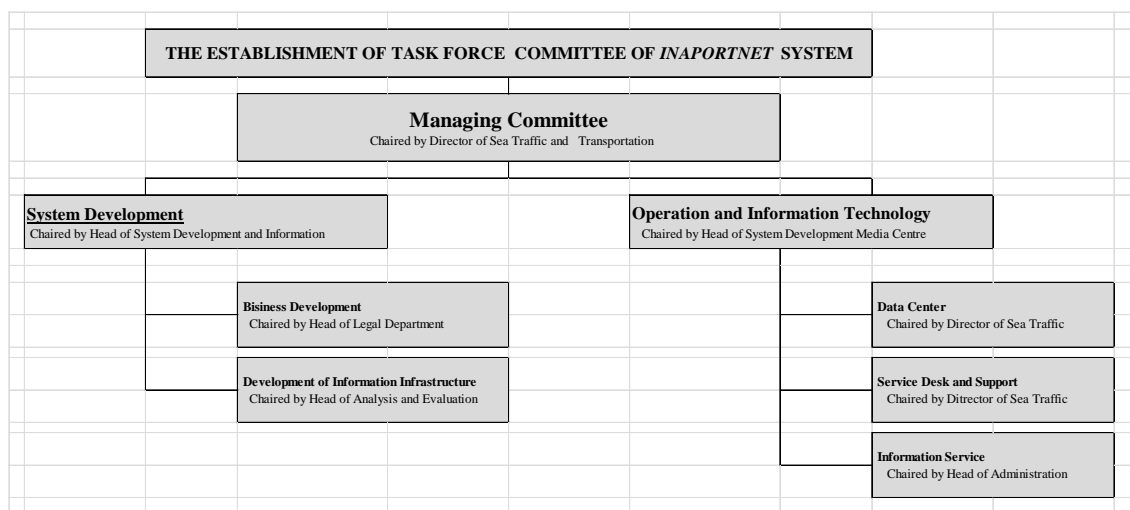 THE ESTABLISHMENT OF TASK FORCE COMMITTEE OF INAPORTNET SYSTEM
Managing Committee
Chaired by Director of Sea Traffic and Transportation
System Development
Chaired by Head of System Development and Information
Operation and Information Technology
Chaired by Head of System Development Media Centre
Bisiness Development
Chaired by Head of Legal Department
Development of Information Infrastructure
Chaired by Head of Analysis and Evaluation
Data Center
Chaired by Director of Sea Traffic
Service Desk and Support
Chaired by Ditrector of Sea Traffic
Information Service
Chaired by Head of Administration